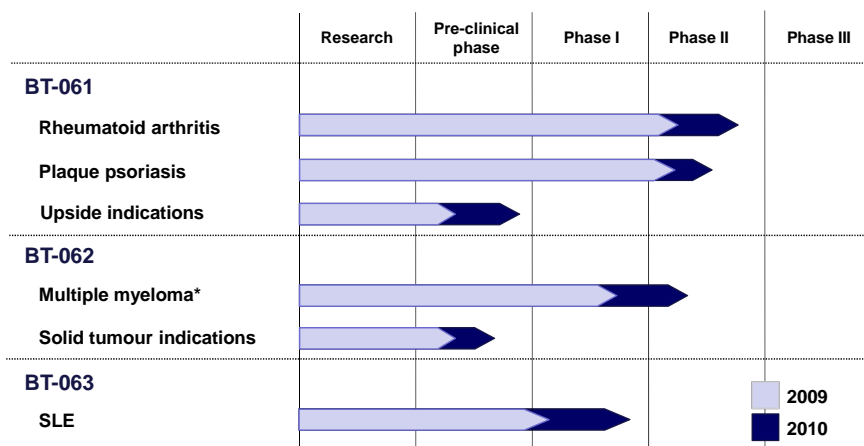 Research
Pre-clinical
phase
Phase I
Phase II
Phase III
BT-061
Rheumatoid arthritis
Plaque psoriasis
Upside indications
BT-062
Multiple myeloma*
Solid tumour indications
BT-063
SLE
2009
2010